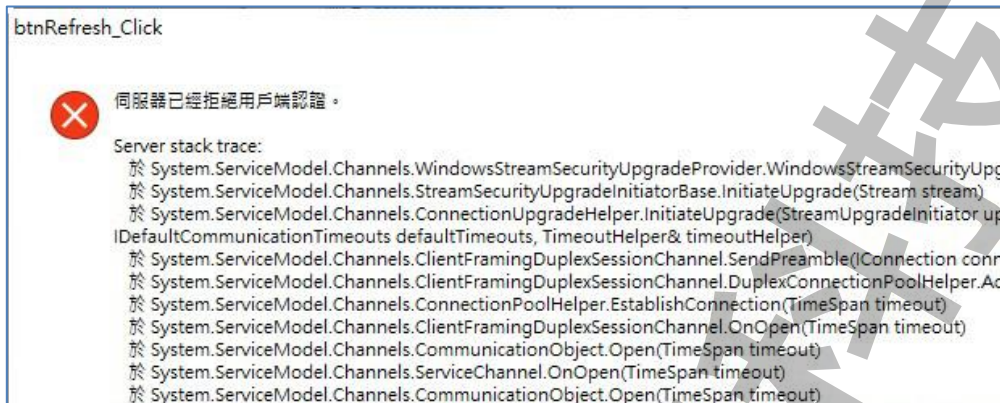 btnRefresh_Click
伺服器已經拒絕用戶端認證。
Server stack trace:
於 System.ServiceModel.Channels.WindowsStreamSecurityUpgradeProvider.WindowsStreamSecurityUpg
於 System.ServiceModel.Channels.StreamSecurityUpgradeInitiatorBase.InitiateUpgrade(Stream stream)
於 System.ServiceModel.Channels.ConnectionUpgradeHelper.InitiateUpgrade(StreamUpgradeInitiator up
IDefaultCommunicationTimeouts defaultTimeouts, TimeoutHelper& timeoutHelper)
於 System.ServiceModel.Channels.ClientFramingDuplexSessionChannel.SendPreamble(IConnection conn
於 System.ServiceModel.Channels.ClientFramingDuplexSessionChannel.DuplexConnectionPoolHelper.Ac
於 System.ServiceModel.Channels.ConnectionPoolHelper.EstablishConnection(TimeSpan timeout)
於 System.ServiceModel.Channels.ClientFramingDuplexSessionChannel.OnOpen(TimeSpan timeout)
於 System.ServiceModel.Channels.CommunicationObject.Open(TimeSpan timeout)
於 System.ServiceModel.Channels.ServiceChannel.OnOpen(TimeSpan timeout)
於 System.ServiceModel.Channels.CommunicationObject.Open(TimeSpan timeout)